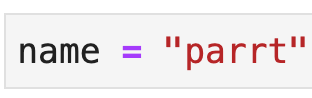 name = "parrt"